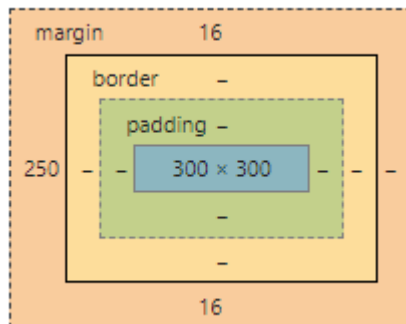 margin 16
border –
padding –
250 – – 300 × 300 – – –
–
–
16